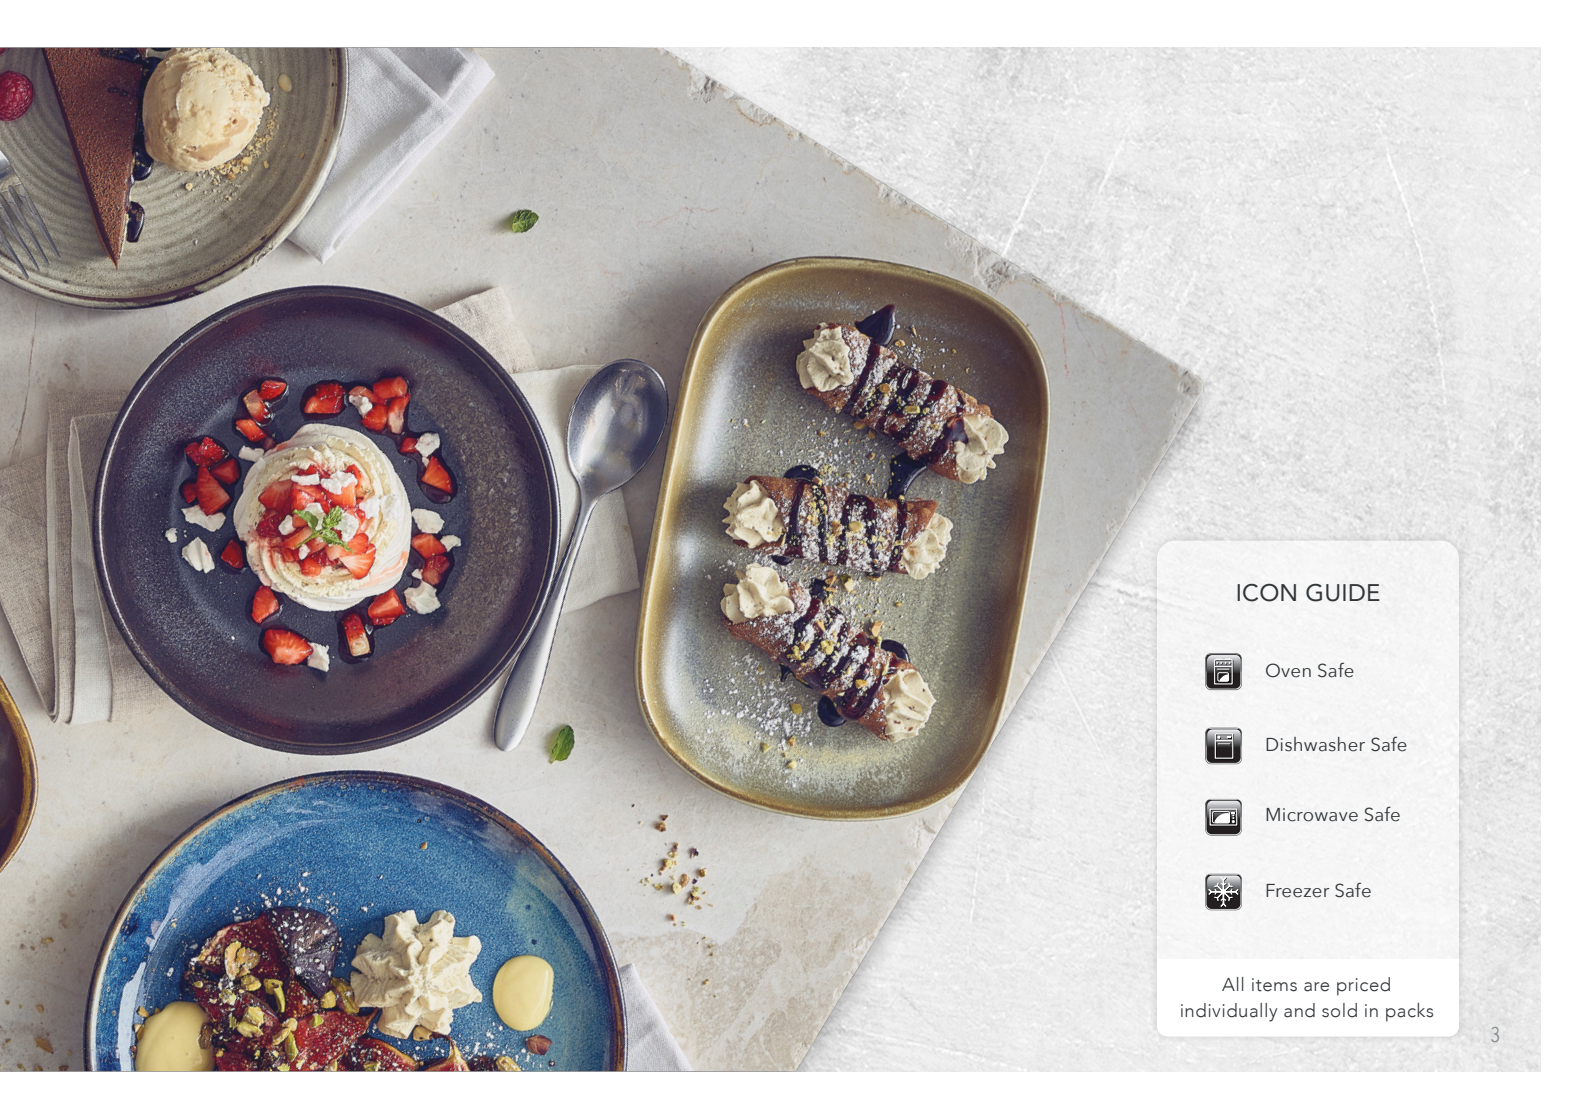 ICON GUIDE
Oven Safe
Dishwasher Safe
Microwave Safe
Freezer Safe
All items are priced
individually and sold in packs
3